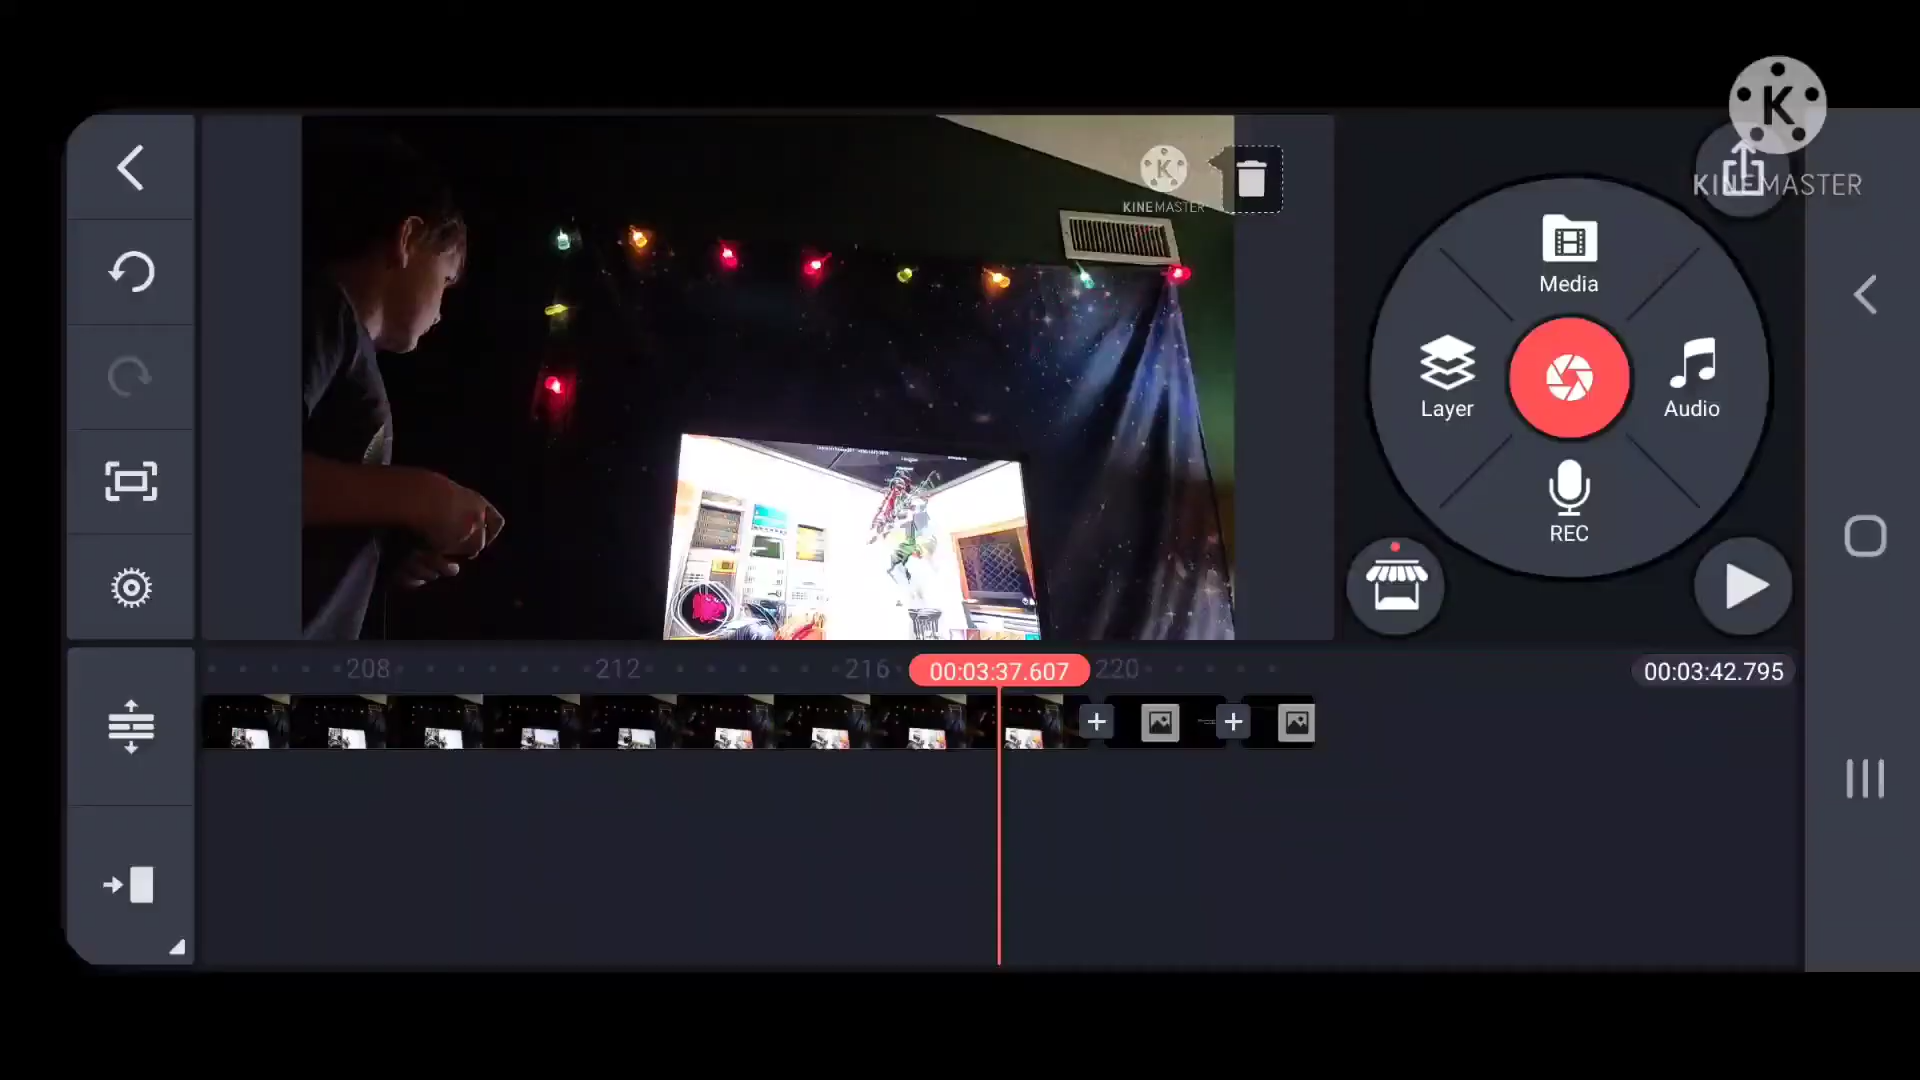 K
KINEMASTER
K
KINEMASTER
Media
Layer
Audio
REC
208
212
216
00:03:37.607
220
00:03:42.795